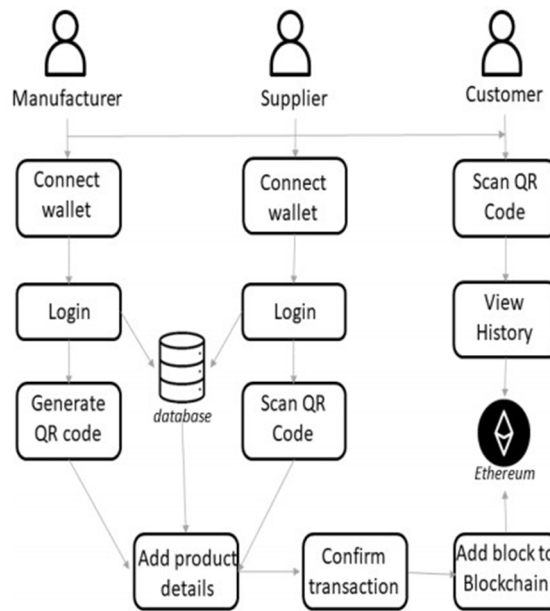 Manufacturer
Supplier
Customer
Connect
wallet
Connect
wallet
Scan QR
Code
Login
Login
View
History
Generate
QR code
database
Scan QR
Code
Ethereum
Add product
details
Confirm
transaction
Add block to
Blockchain